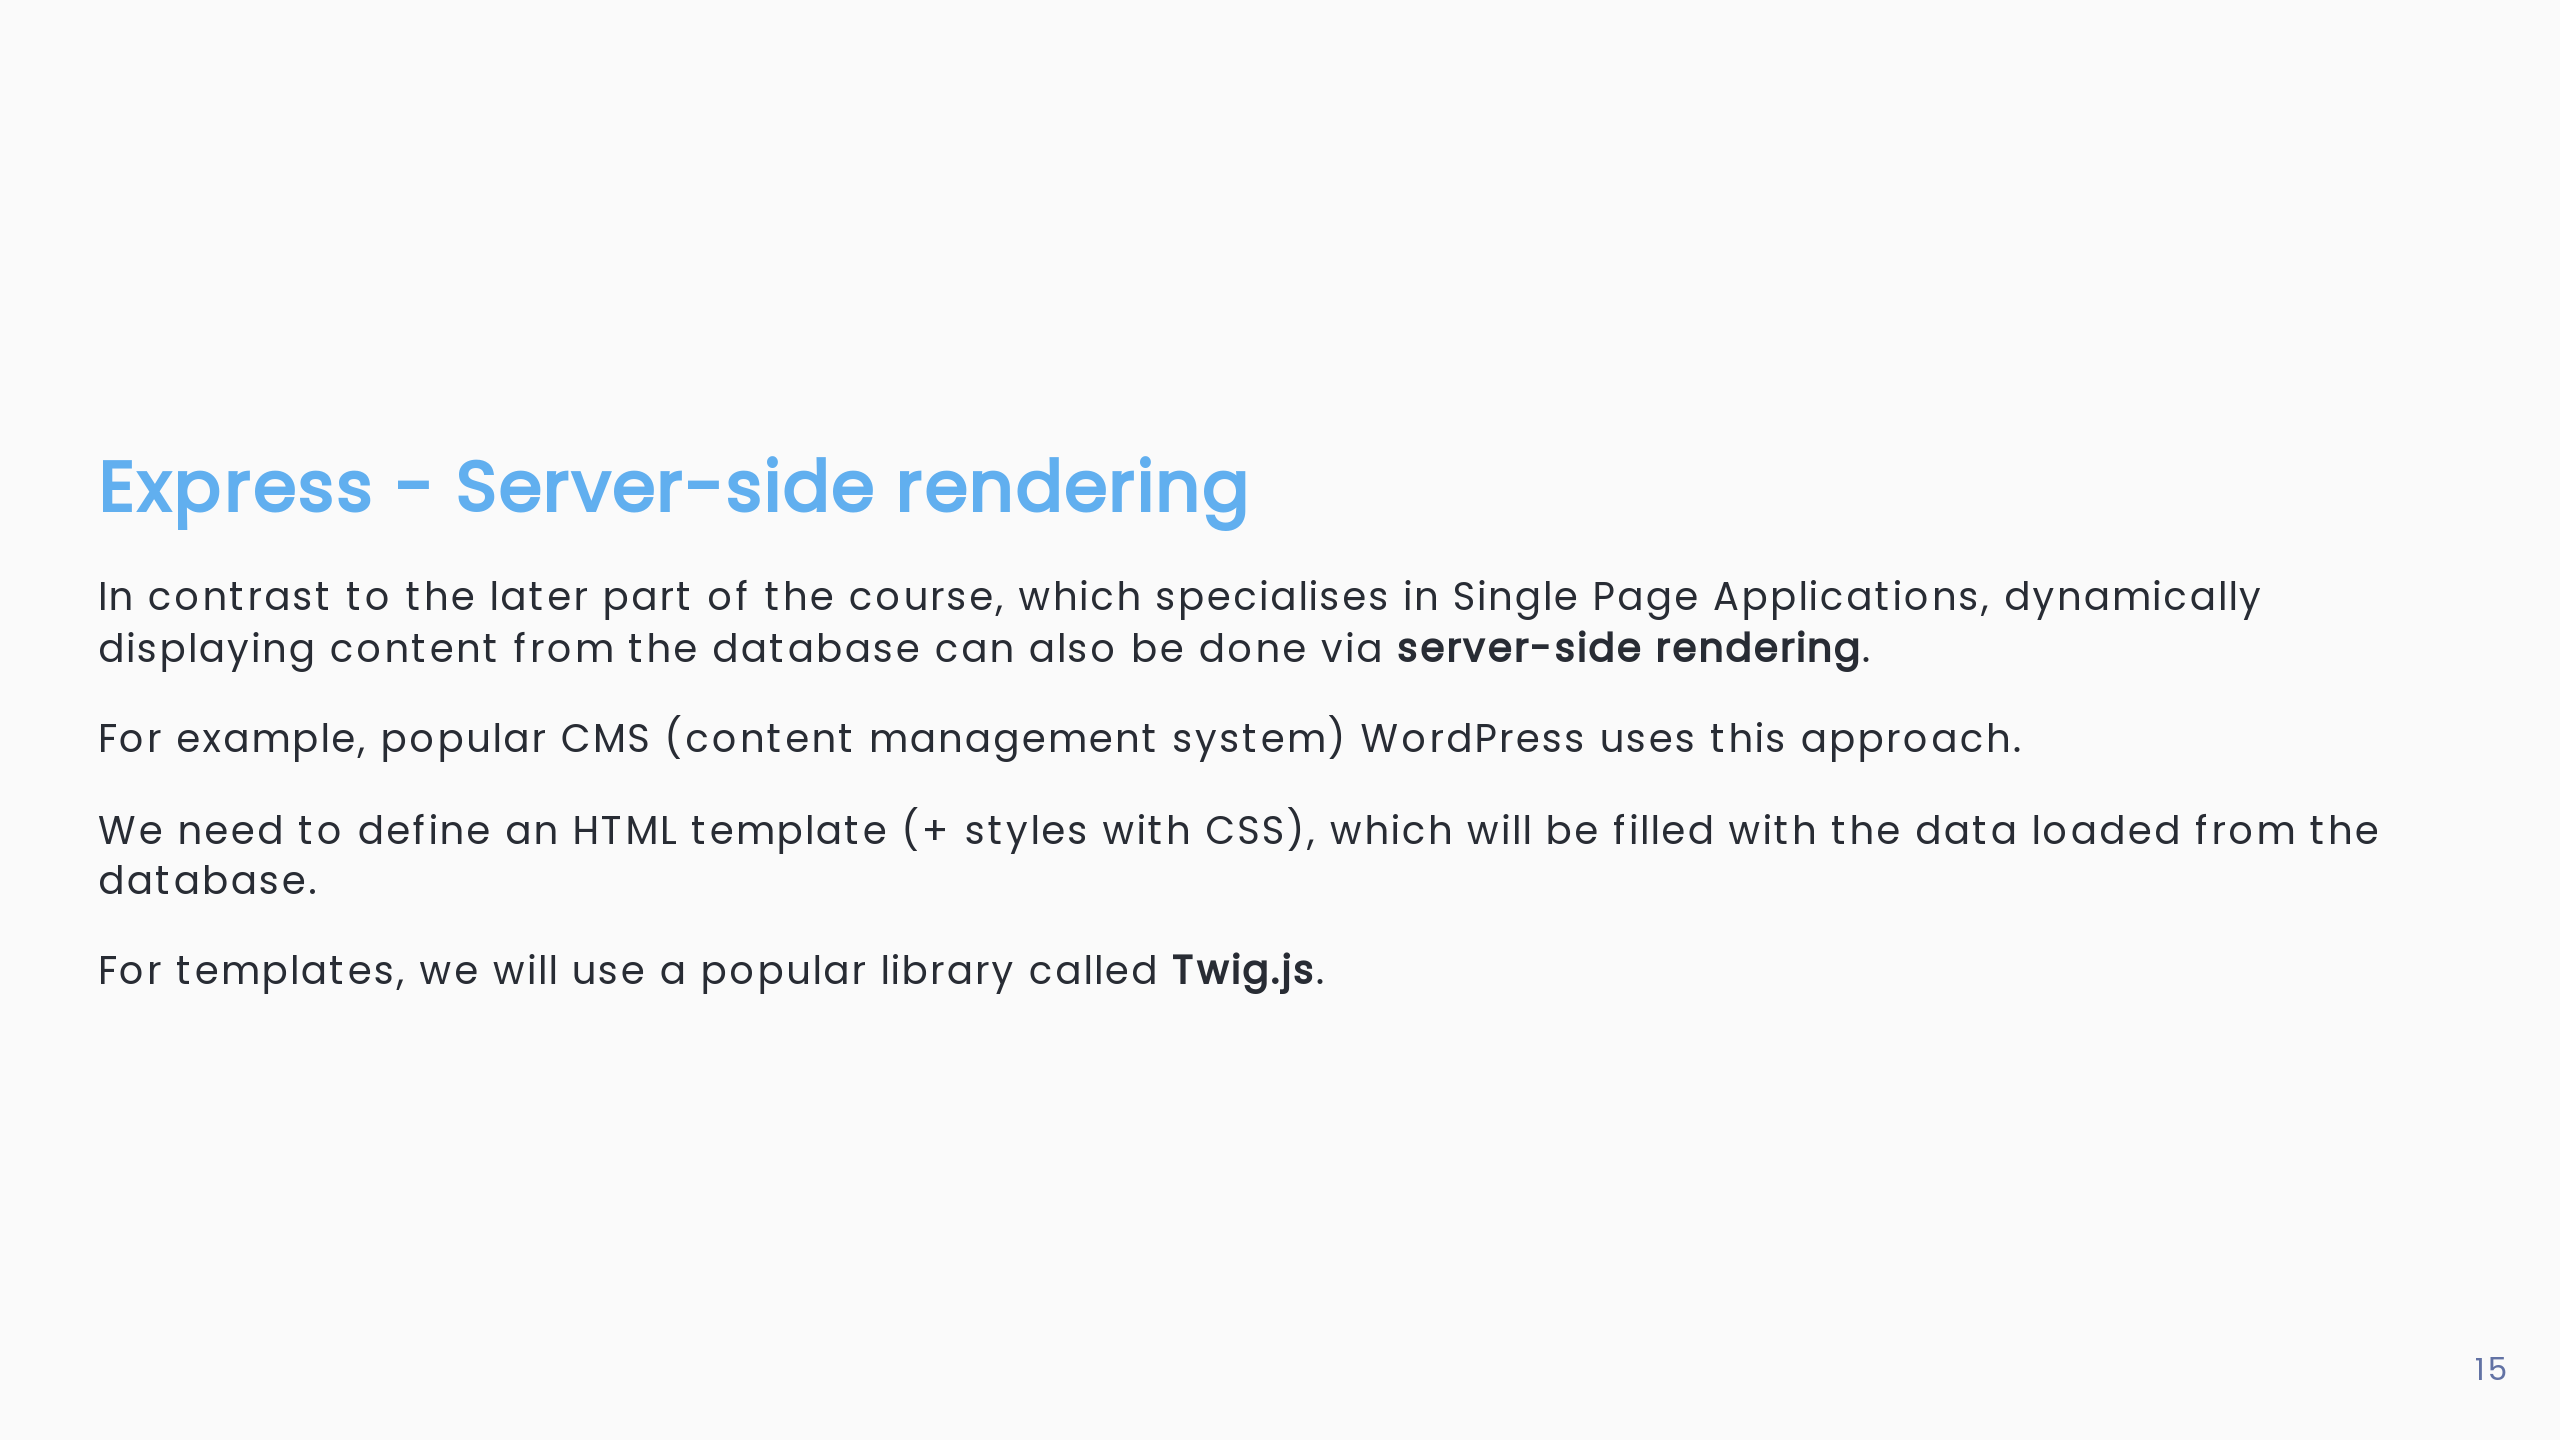 Express - Server-side rendering
In contrast to the later part of the course, which specialises in Single Page Applications, dynamically
displaying content from the database can also be done via server-side rendering.
For example, popular CMS (content management system) WordPress uses this approach.
We need to define an HTML template (+ styles with CSS), which will be filled with the data loaded from the
database.
For templates, we will use a popular library called Twig.js.
15